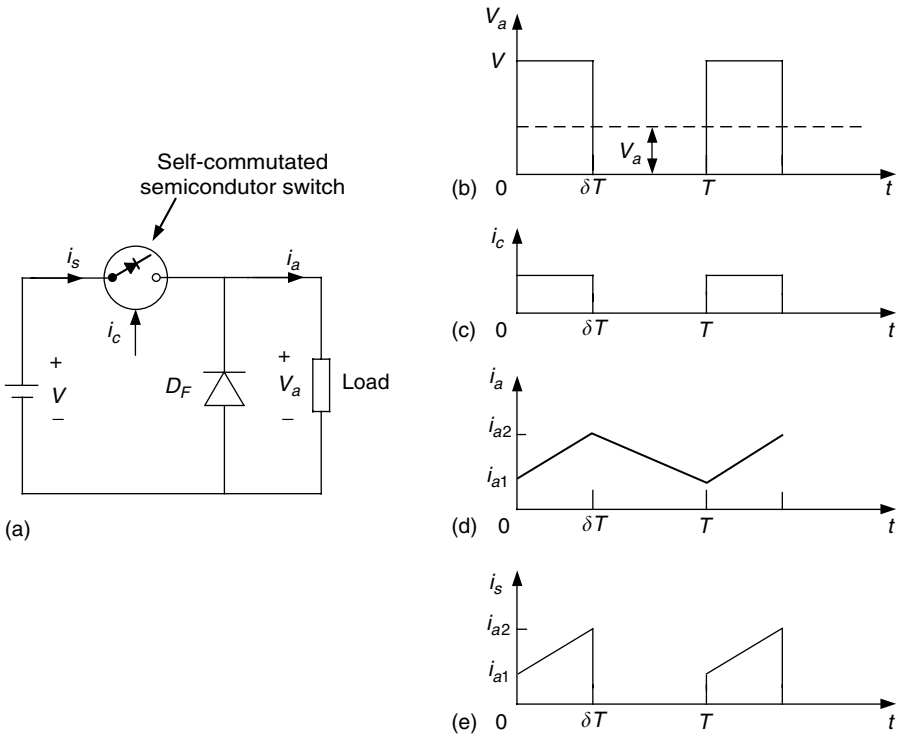 Self-commutated
semicondutor switch
i_s
i_a
i_c
+
V
−
D_F
+
V_a
−
Load
(a)
V_a
V
V_a
(b) 0 δT T t
i_c
(c) 0 δT T t
i_a
i_a2
i_a1
(d) 0 δT T t
i_s
i_a2
i_a1
(e) 0 δT T t